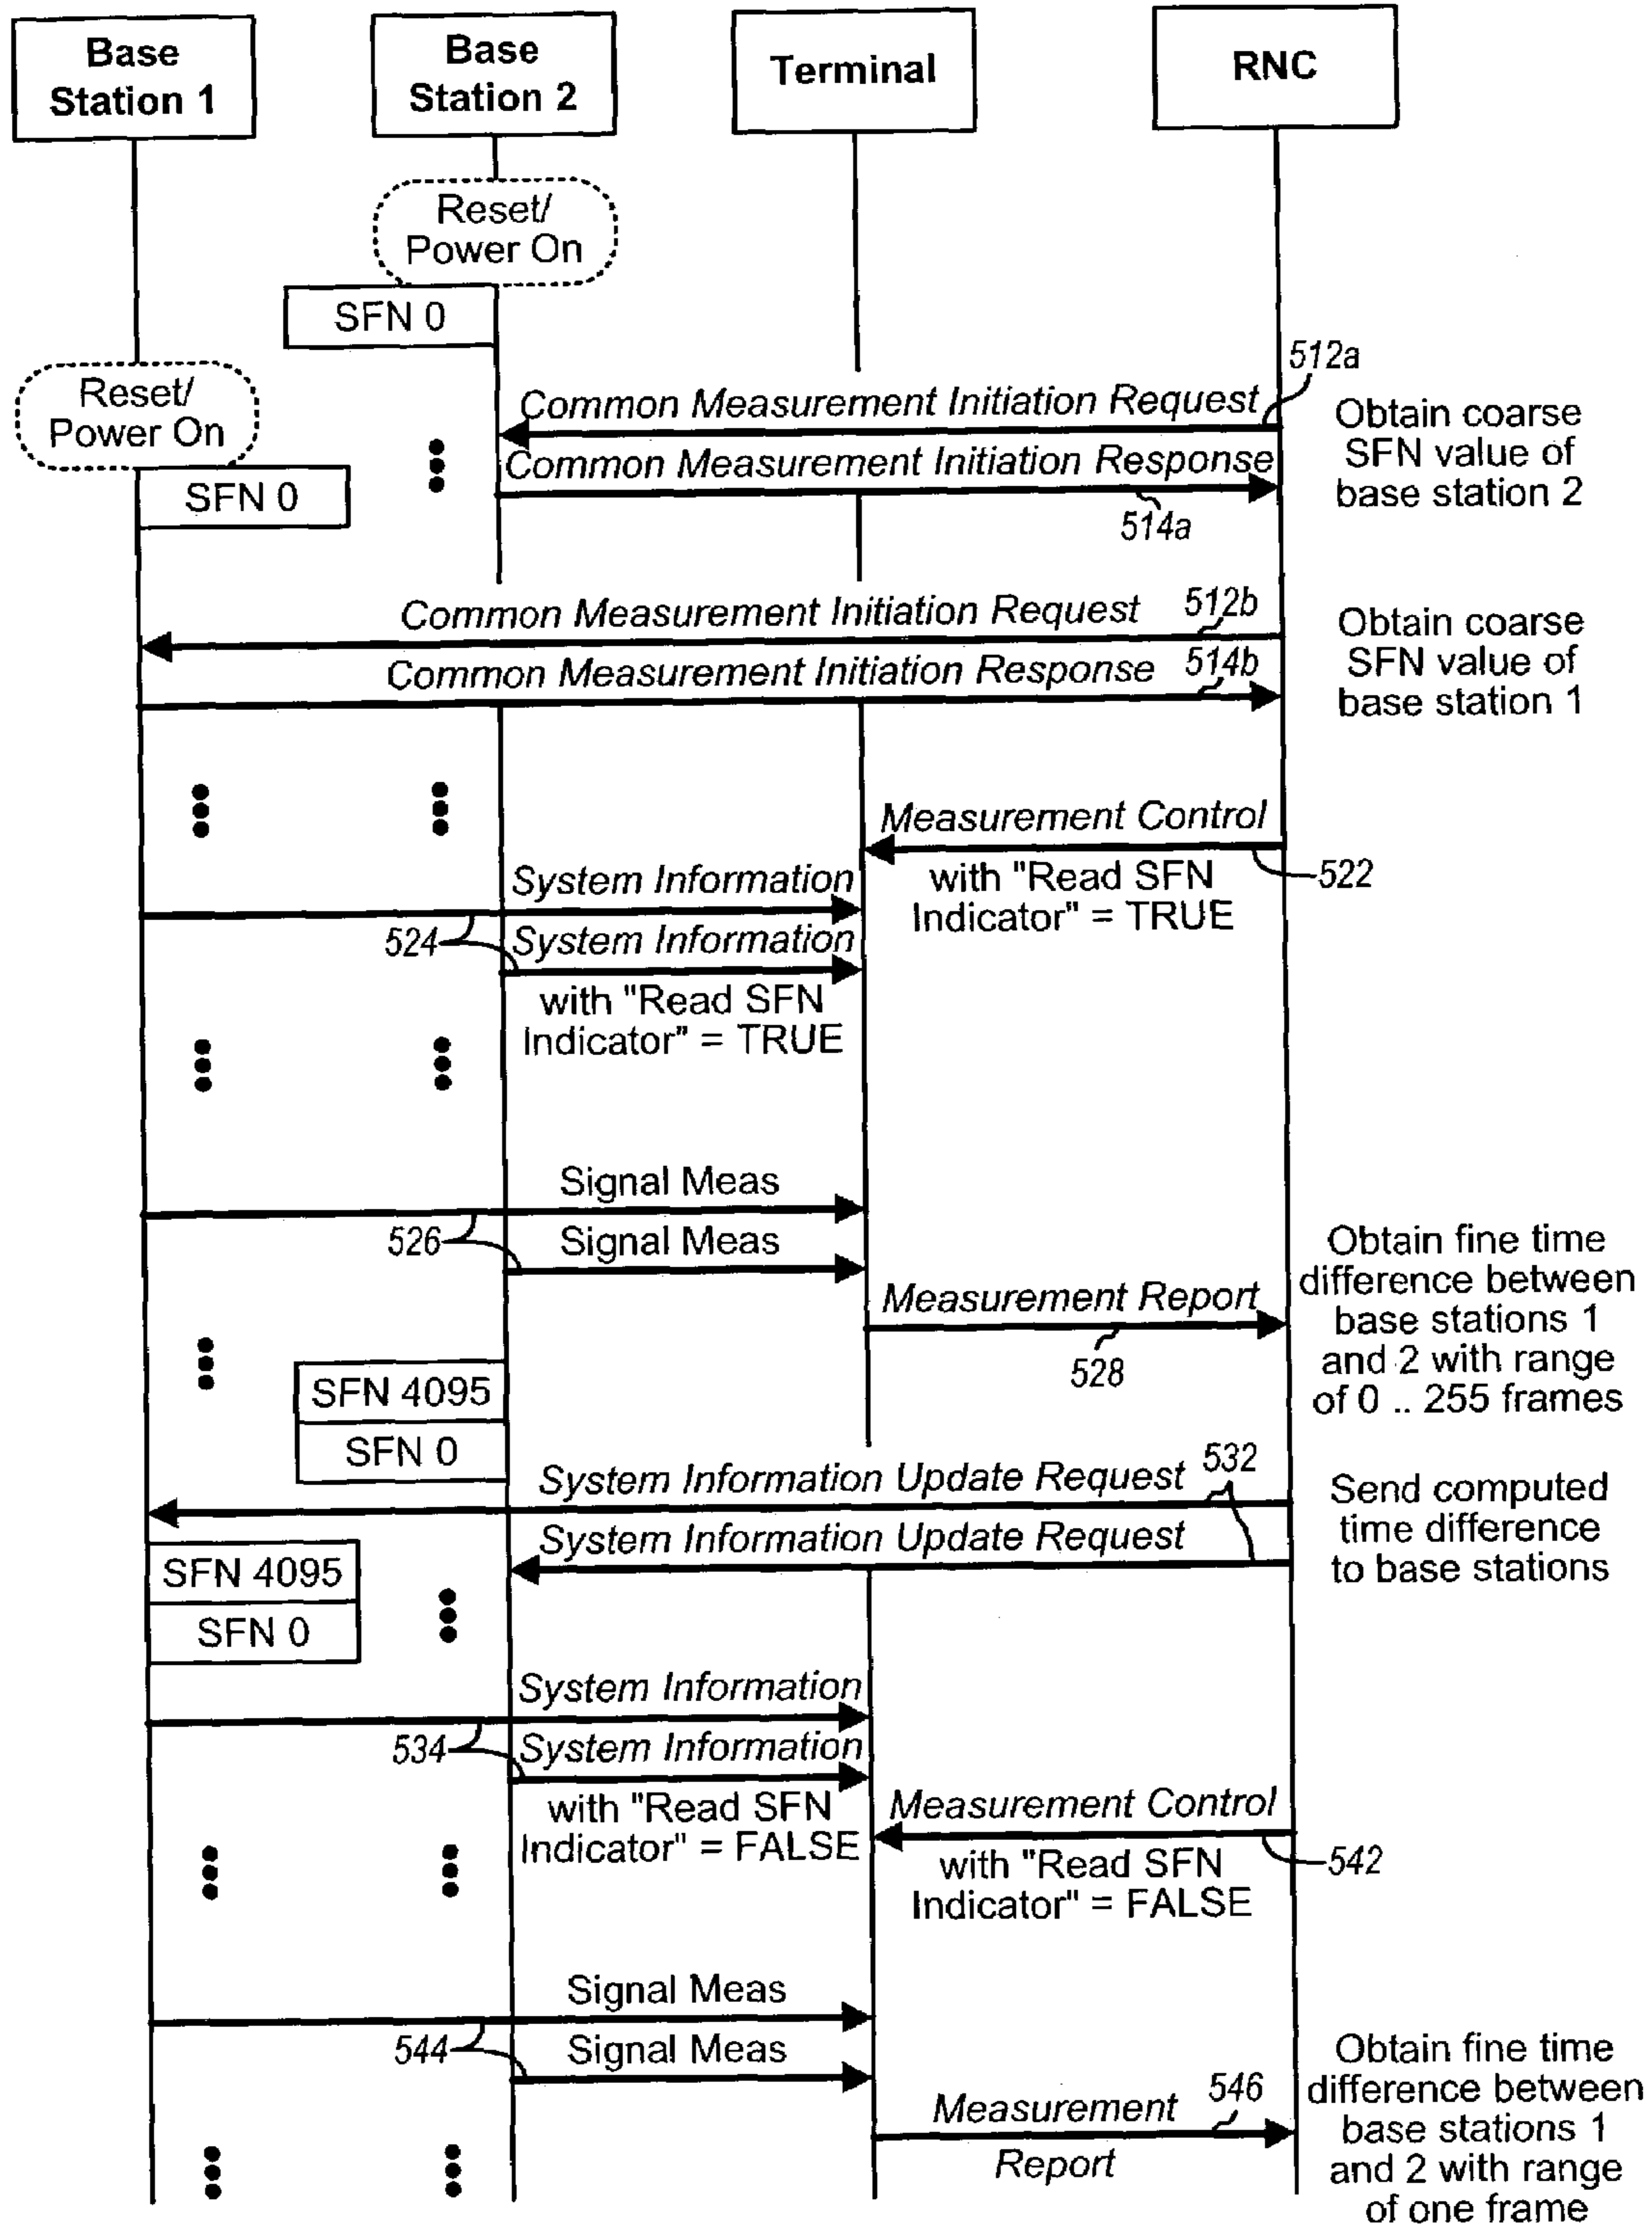 Base
Station 1
Base
Station 2
Terminal
RNC
Reset/
Power On
SFN 0
Reset/
Power On
SFN 0
512a
Common Measurement Initiation Request
Common Measurement Initiation Response
514a
Obtain coarse
SFN value of
base station 2
Common Measurement Initiation Request
512b
Common Measurement Initiation Response
514b
Obtain coarse
SFN value of
base station 1
Measurement Control
522
with "Read SFN
Indicator" = TRUE
System Information
524
System Information
with "Read SFN
Indicator" = TRUE
Signal Meas
526
Signal Meas
Measurement Report
528
Obtain fine time
difference between
base stations 1
and 2 with range
of 0 .. 255 frames
SFN 4095
SFN 0
System Information Update Request
532
System Information Update Request
Send computed
time difference
to base stations
SFN 4095
SFN 0
System Information
534
System Information
with "Read SFN
Indicator" = FALSE
Measurement Control
542
with "Read SFN
Indicator" = FALSE
Signal Meas
544
Signal Meas
Measurement
546
Report
Obtain fine time
difference between
base stations 1
and 2 with range
of one frame